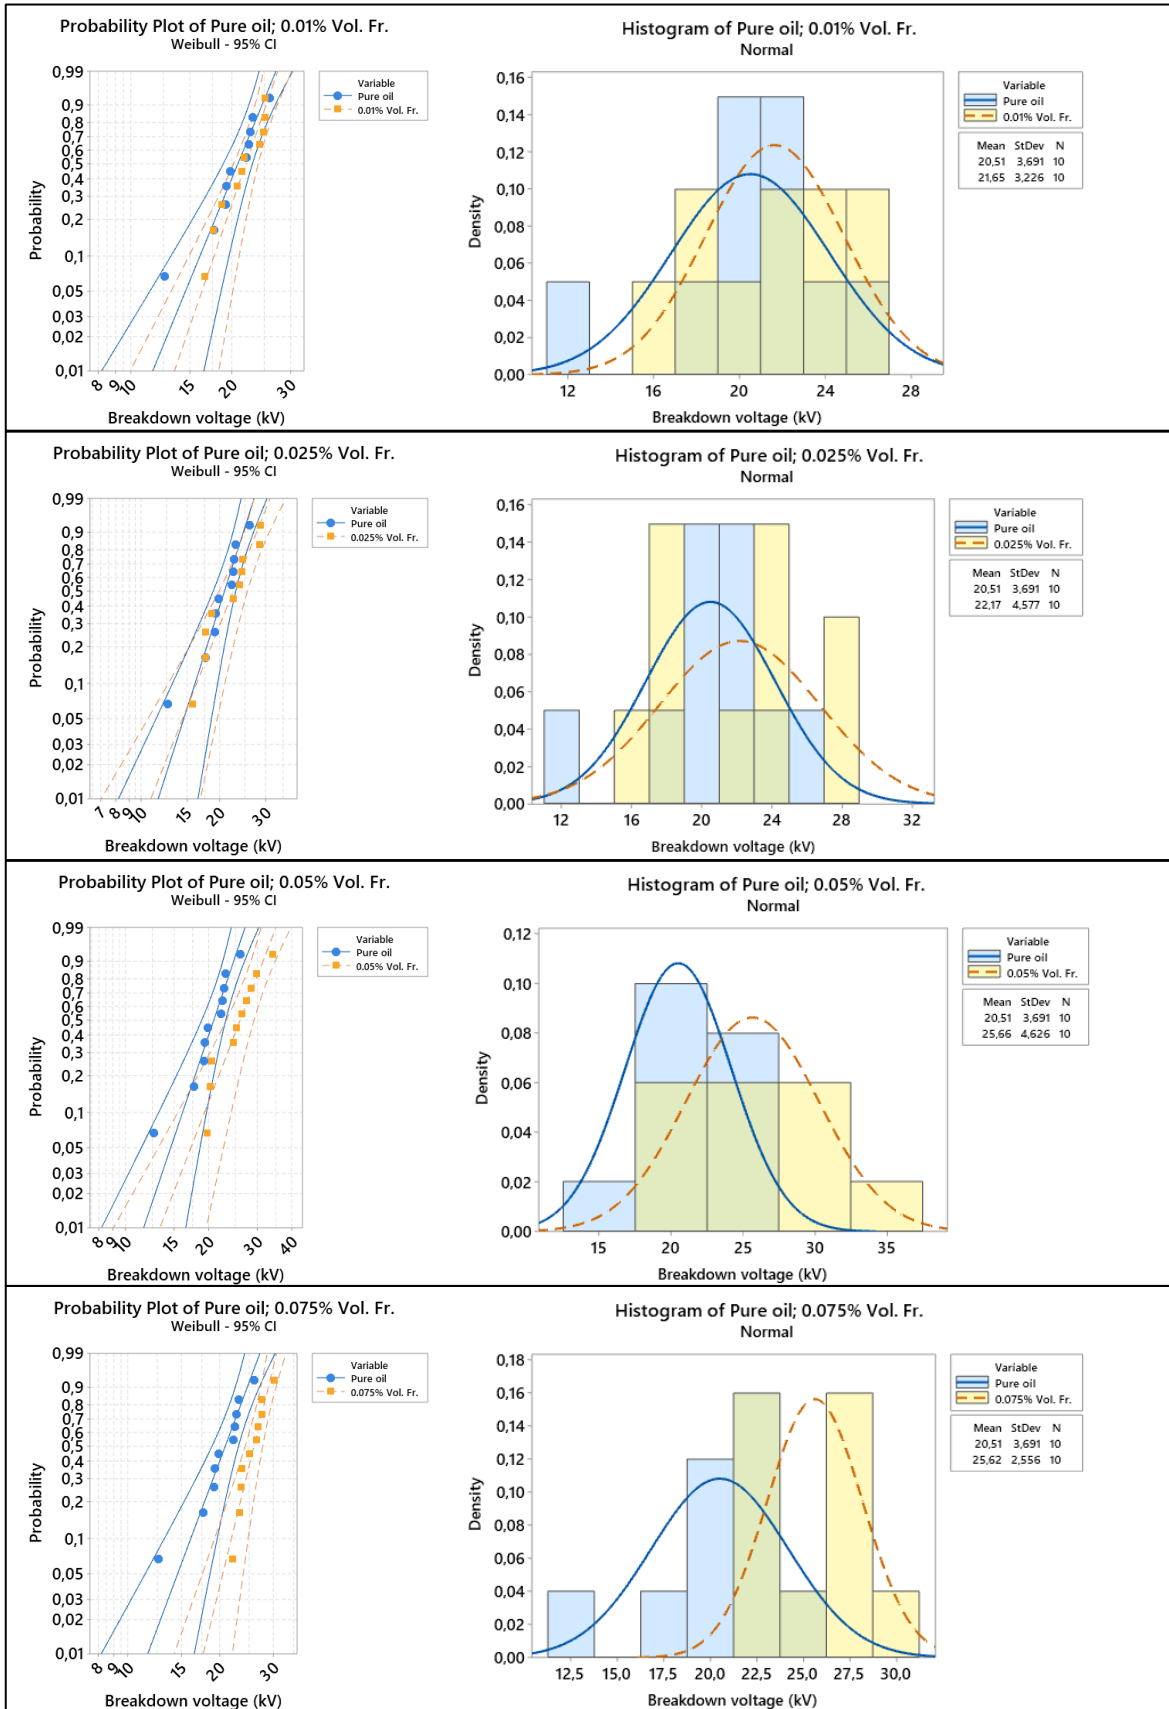 Probability Plot of Pure oil; 0.01% Vol. Fr.
Weibull - 95% CI
0,99
0,9
0,8
0,7
0,6
0,5
0,4
0,3
0,2
0,1
0,05
0,03
0,02
0,01
Probability
8 9 10 15 20 30
Breakdown voltage (kV)
Variable
Pure oil
0.01% Vol. Fr.
Histogram of Pure oil; 0.01% Vol. Fr.
Normal
0,16
0,14
0,12
0,10
0,08
0,06
0,04
0,02
0,00
Density
12 16 20 24 28
Breakdown voltage (kV)
Variable
Pure oil
0.01% Vol. Fr.
Mean StDev N
20,51 3,691 10
21,65 3,226 10
Probability Plot of Pure oil; 0.025% Vol. Fr.
Weibull - 95% CI
0,99
0,9
0,8
0,7
0,6
0,5
0,4
0,3
0,2
0,1
0,05
0,03
0,02
0,01
Probability
7 8 9 10 15 20 30
Breakdown voltage (kV)
Variable
Pure oil
0.025% Vol. Fr.
Histogram of Pure oil; 0.025% Vol. Fr.
Normal
0,16
0,14
0,12
0,10
0,08
0,06
0,04
0,02
0,00
Density
12 16 20 24 28 32
Breakdown voltage (kV)
Variable
Pure oil
0.025% Vol. Fr.
Mean StDev N
20,51 3,691 10
22,17 4,577 10
Probability Plot of Pure oil; 0.05% Vol. Fr.
Weibull - 95% CI
0,99
0,9
0,8
0,7
0,6
0,5
0,4
0,3
0,2
0,1
0,05
0,03
0,02
0,01
Probability
8 9 10 15 20 30 40
Breakdown voltage (kV)
Variable
Pure oil
0.05% Vol. Fr.
Histogram of Pure oil; 0.05% Vol. Fr.
Normal
0,12
0,10
0,08
0,06
0,04
0,02
0,00
Density
15 20 25 30 35
Breakdown voltage (kV)
Variable
Pure oil
0.05% Vol. Fr.
Mean StDev N
20,51 3,691 10
25,66 4,626 10
Probability Plot of Pure oil; 0.075% Vol. Fr.
Weibull - 95% CI
0,99
0,9
0,8
0,7
0,6
0,5
0,4
0,3
0,2
0,1
0,05
0,03
0,02
0,01
Probability
8 9 10 15 20 30
Breakdown voltage (kV)
Variable
Pure oil
0.075% Vol. Fr.
Histogram of Pure oil; 0.075% Vol. Fr.
Normal
0,18
0,16
0,14
0,12
0,10
0,08
0,06
0,04
0,02
0,00
Density
12,5 15,0 17,5 20,0 22,5 25,0 27,5 30,0
Breakdown voltage (kV)
Variable
Pure oil
0.075% Vol. Fr.
Mean StDev N
20,51 3,691 10
25,62 2,556 10